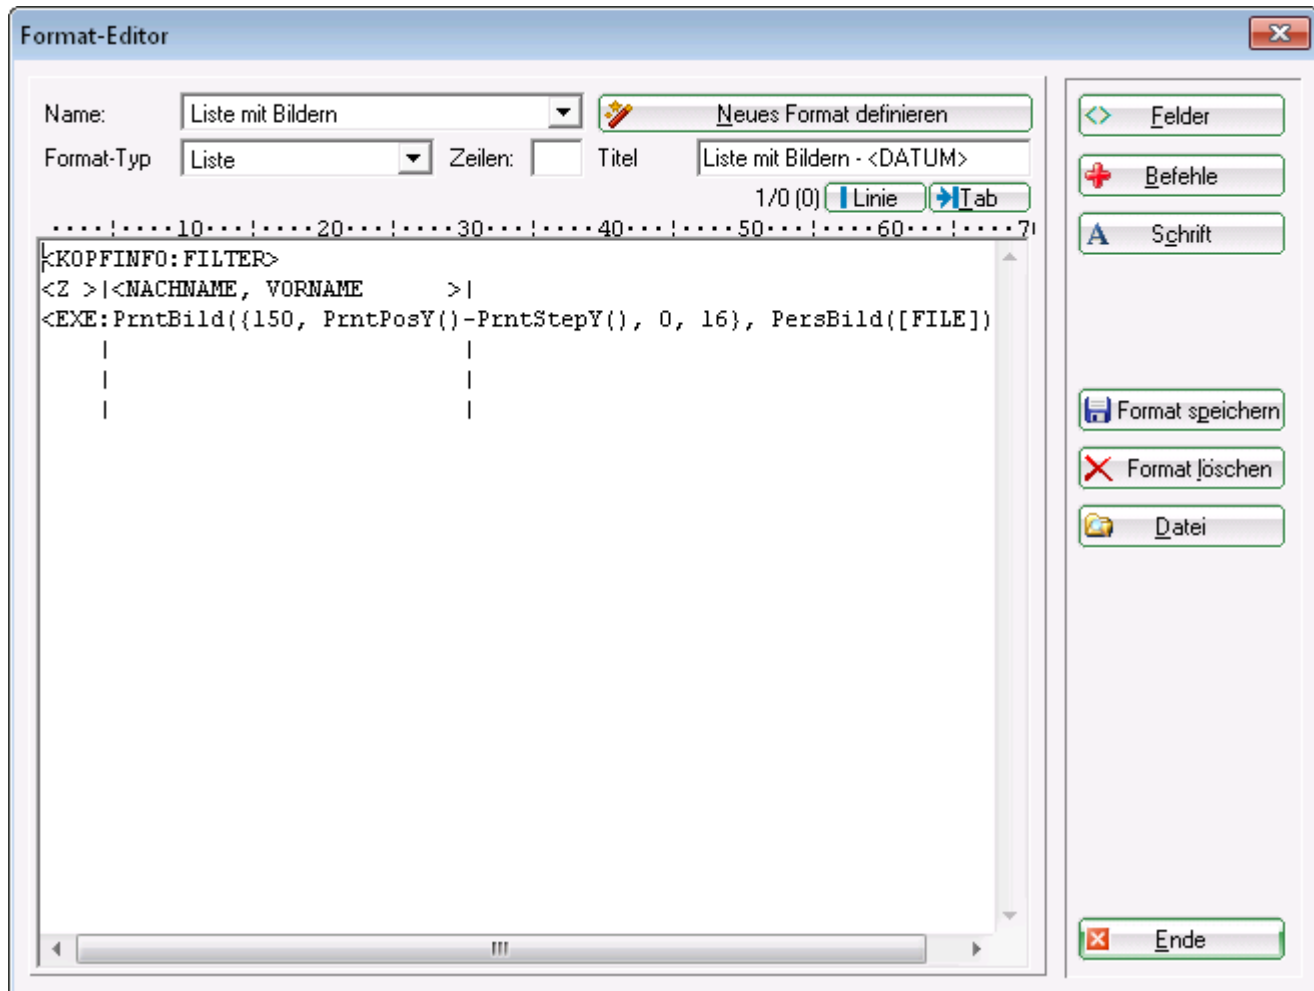 Format-Editor
Name: Liste mit Bildern Neues Format definieren
Format-Typ Liste Zeilen: Titel Liste mit Bildern - <DATUM>
1/0 (0) Linie Tab
····¦····10···¦····20···¦····30···¦····40···¦····50···¦····60···¦····7
<KOPFINFO:FILTER>
<Z >|<NACHNAME, VORNAME      >|
<EXE:PrntBild({150, PrntPosY()-PrntStepY(), 0, 16}, PersBild([FILE])
|                          |
|                          |
|                          |
Felder
Befehle
Schrift
Format speichern
Format löschen
Datei
Ende